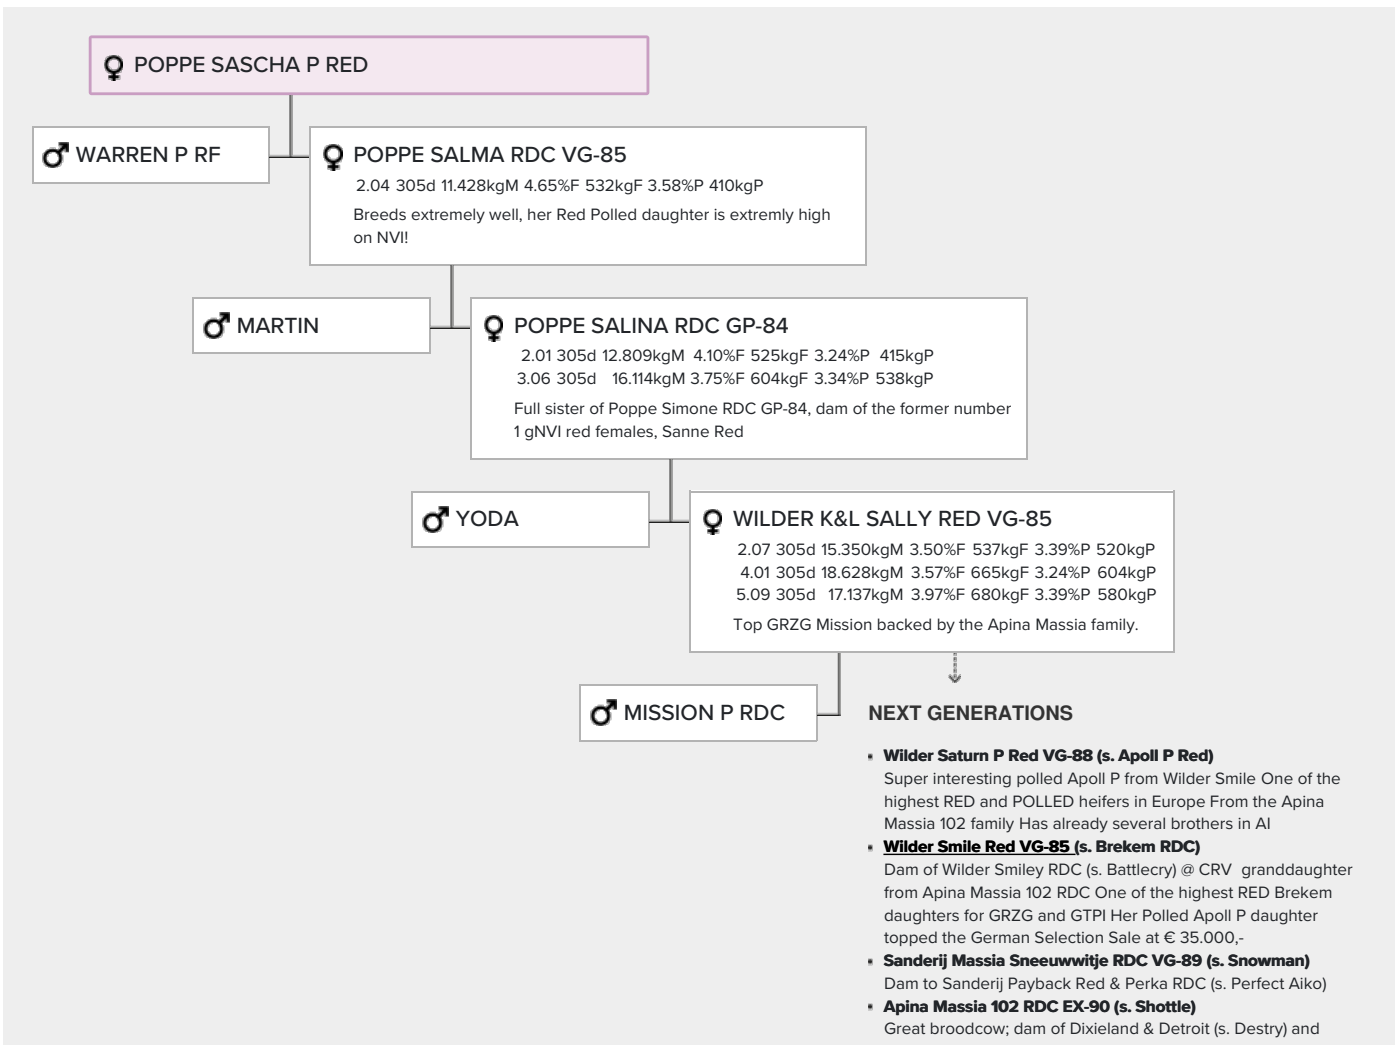 POPPE SASCHA P RED
WARREN P RF
POPPE SALMA RDC VG-85
2.04 305d 11.428kgM 4.65%F 532kgF 3.58%P 410kgP
Breeds extremely well, her Red Polled daughter is extremly high
on NVI!
MARTIN
POPPE SALINA RDC GP-84
2.01 305d 12.809kgM 4.10%F 525kgF 3.24%P 415kgP
3.06 305d 16.114kgM 3.75%F 604kgF 3.34%P 538kgP
Full sister of Poppe Simone RDC GP-84, dam of the former number
1 gNVI red females, Sanne Red
YODA
WILDER K&L SALLY RED VG-85
2.07 305d 15.350kgM 3.50%F 537kgF 3.39%P 520kgP
4.01 305d 18.628kgM 3.57%F 665kgF 3.24%P 604kgP
5.09 305d 17.137kgM 3.97%F 680kgF 3.39%P 580kgP
Top GRZG Mission backed by the Apina Massia family.
MISSION P RDC
NEXT GENERATIONS
▪ Wilder Saturn P Red VG-88 (s. Apoll P Red)
Super interesting polled Apoll P from Wilder Smile One of the
highest RED and POLLED heifers in Europe From the Apina
Massia 102 family Has already several brothers in AI
▪ Wilder Smile Red VG-85 (s. Brekem RDC)
Dam of Wilder Smiley RDC (s. Battlecry) @ CRV granddaughter
from Apina Massia 102 RDC One of the highest RED Brekem
daughters for GRZG and GTPI Her Polled Apoll P daughter
topped the German Selection Sale at € 35.000,-
▪ Sanderij Massia Sneeuwwitje RDC VG-89 (s. Snowman)
Dam to Sanderij Payback Red & Perka RDC (s. Perfect Aiko)
▪ Apina Massia 102 RDC EX-90 (s. Shottle)
Great broodcow; dam of Dixieland & Detroit (s. Destry) and